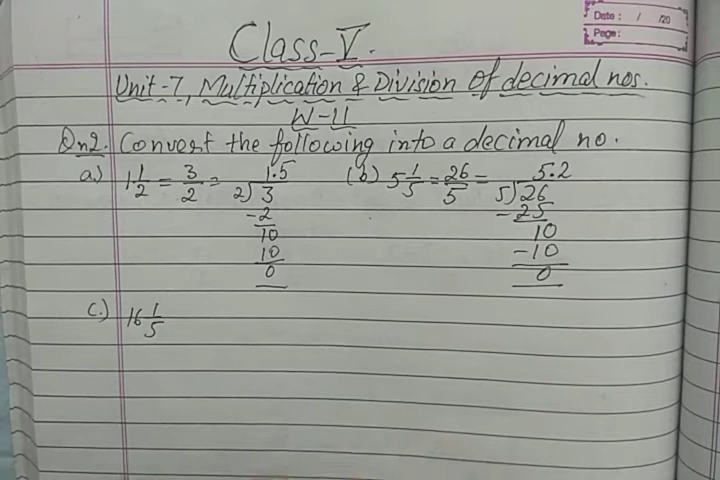 Date : / /20
Page:
Class-V.
Unit-7, Multiplication & Division of decimal nos.
W-11
Qn2. Convert the following into a decimal no.
a.) 1 1/2 = 3/2 = 2)3 1.5 (b) 5 1/5 = 26/5 = 5)26 5.2
-2 -25
10 10
10 -10
0 0
c.) 16 1/5